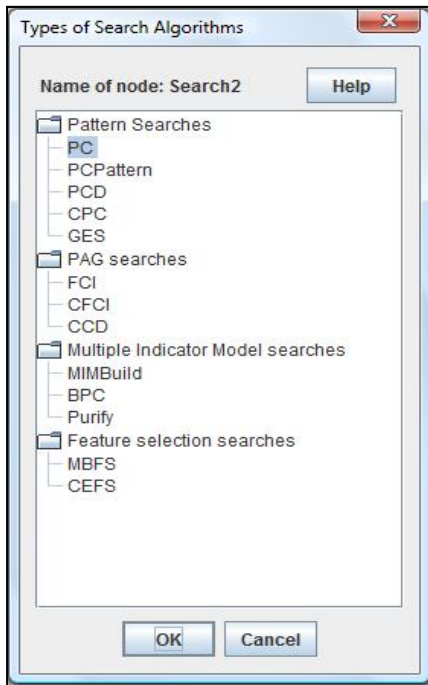 Types of Search Algorithms
Name of node: Search2
Help
Pattern Searches
PC
PCPattern
PCD
CPC
GES
PAG searches
FCI
CFCI
CCD
Multiple Indicator Model searches
MIMBuild
BPC
Purify
Feature selection searches
MBFS
CEFS
OK
Cancel